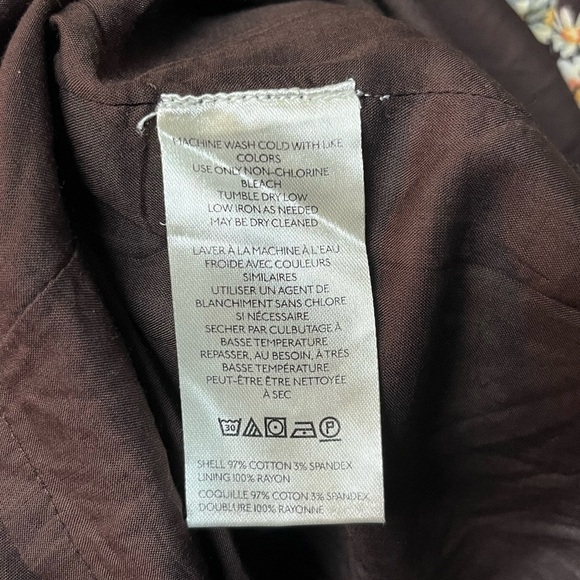 MACHINE WASH COLD WITH LIKE
COLORS
USE ONLY NON-CHLORINE
BLEACH
TUMBLE DRY LOW
LOW IRON AS NEEDED
MAY BE DRY CLEANED
LAVER À LA MACHINE À L'EAU
FROIDE AVEC COULEURS
SIMILAIRES
UTILISER UN AGENT DE
BLANCHIMENT SANS CHLORE
SI NÉCESSAIRE
SECHER PAR CULBUTAGE À
BASSE TEMPERATURE
REPASSER, AU BESOIN, À TRÈS
BASSE TEMPÉRATURE
PEUT-ÊTRE ÊTRE NETTOYÉE
À SEC
30 P
SHELL 97% COTTON 3% SPANDEX
LINING 100% RAYON
COQUILLE 97% COTON 3% SPANDEX
DOUBLURE 100% RAYONNE